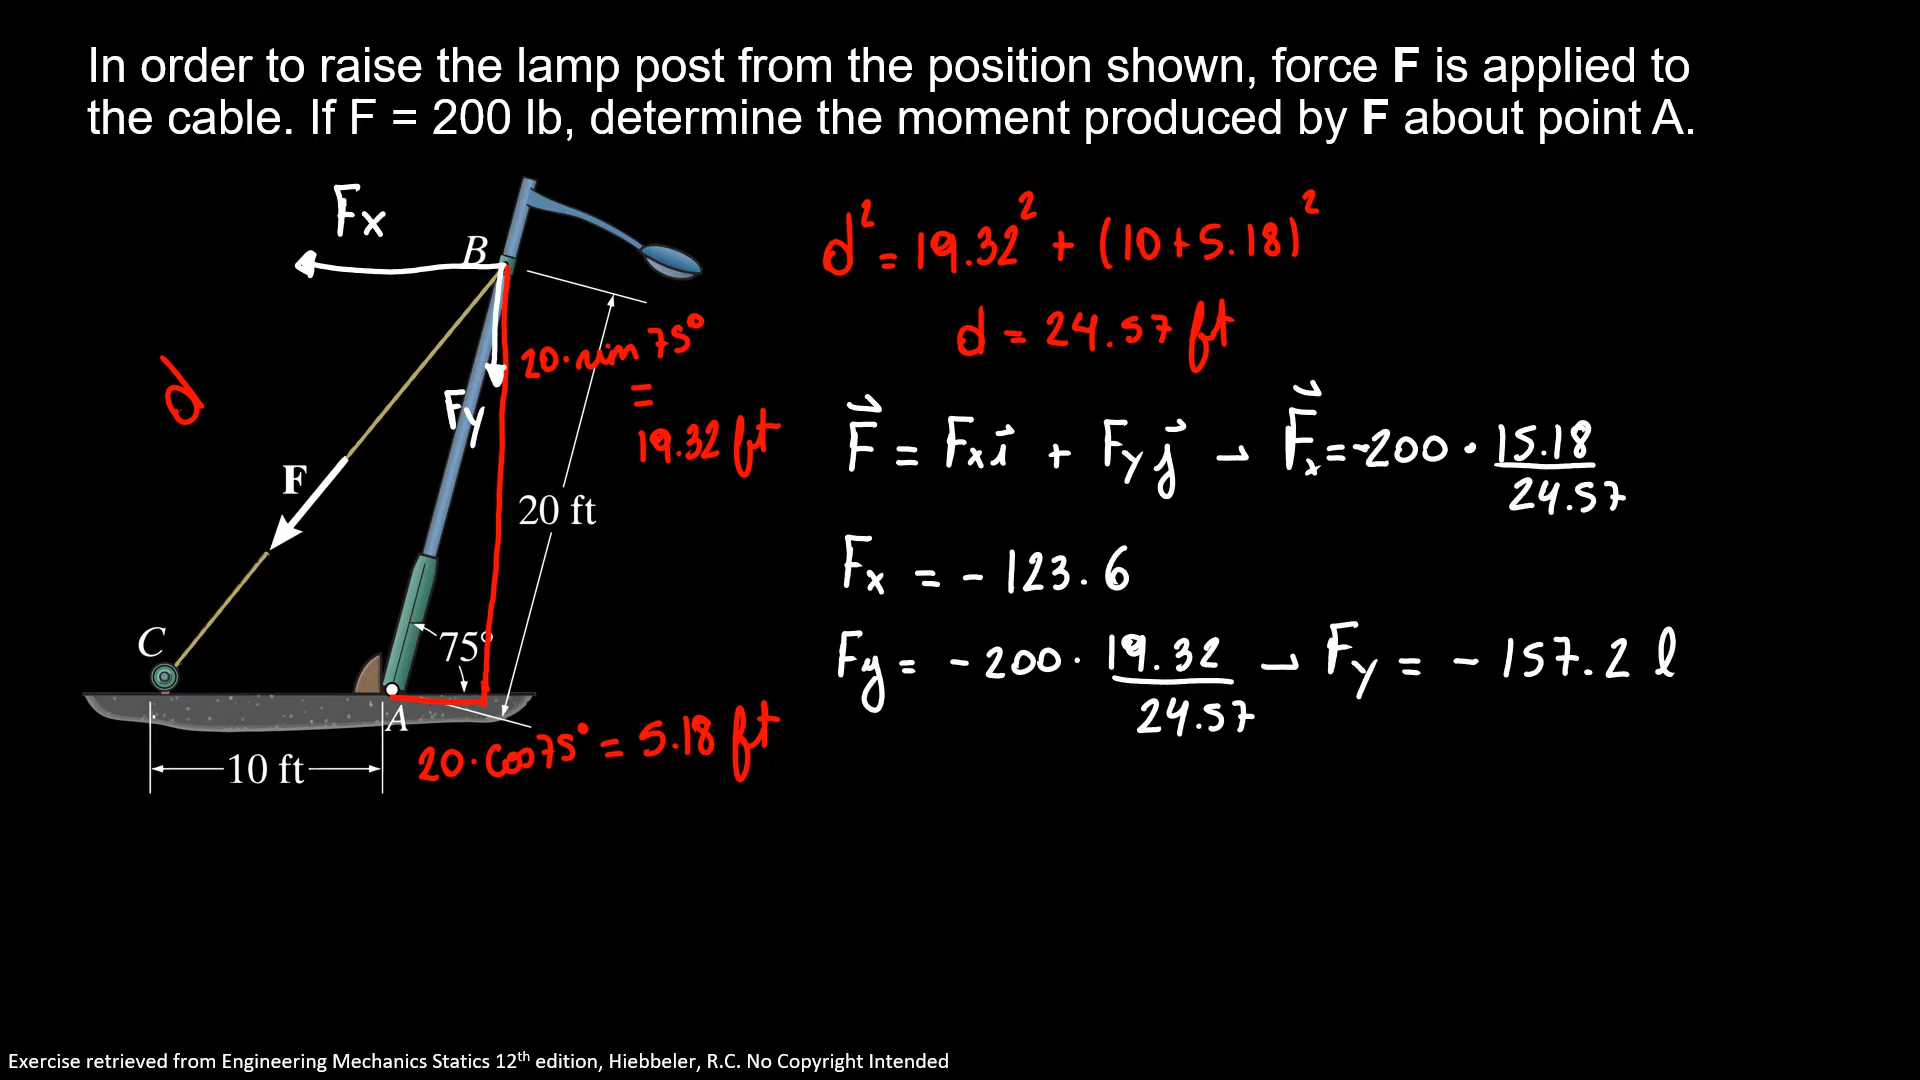 In order to raise the lamp post from the position shown, force F is applied to
the cable. If F = 200 lb, determine the moment produced by F about point A.
Fx
B
d² = 19.32² + (10+5.18)²
d = 24.57 ft
20·sin 75°
=
19.32 ft
d
Fy
F⃗ = Fx i⃗ + Fy j⃗ → F⃗x = -200 · 15.18/24.57
F
20 ft
Fx = - 123.6
C
75°
Fy = - 200 · 19.32/24.57 → Fy = - 157.2 l
A
20·cos75° = 5.18 ft
10 ft
Exercise retrieved from Engineering Mechanics Statics 12th edition, Hiebbeler, R.C. No Copyright Intended